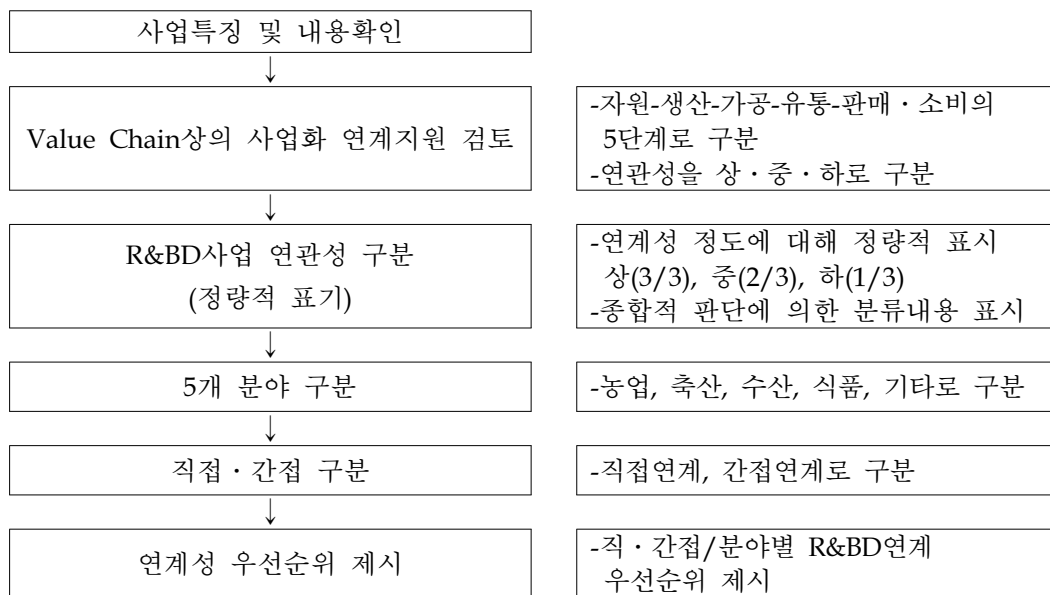 사업특징 및 내용확인
↓
Value Chain상의 사업화 연계지원 검토
-자원-생산-가공-유통-판매・소비의
5단계로 구분
-연관성을 상・중・하로 구분
↓
R&BD사업 연관성 구분
(정량적 표기)
-연계성 정도에 대해 정량적 표시
상(3/3), 중(2/3), 하(1/3)
-종합적 판단에 의한 분류내용 표시
↓
5개 분야 구분
-농업, 축산, 수산, 식품, 기타로 구분
↓
직접・간접 구분
-직접연계, 간접연계로 구분
↓
연계성 우선순위 제시
-직・간접/분야별 R&BD연계
우선순위 제시